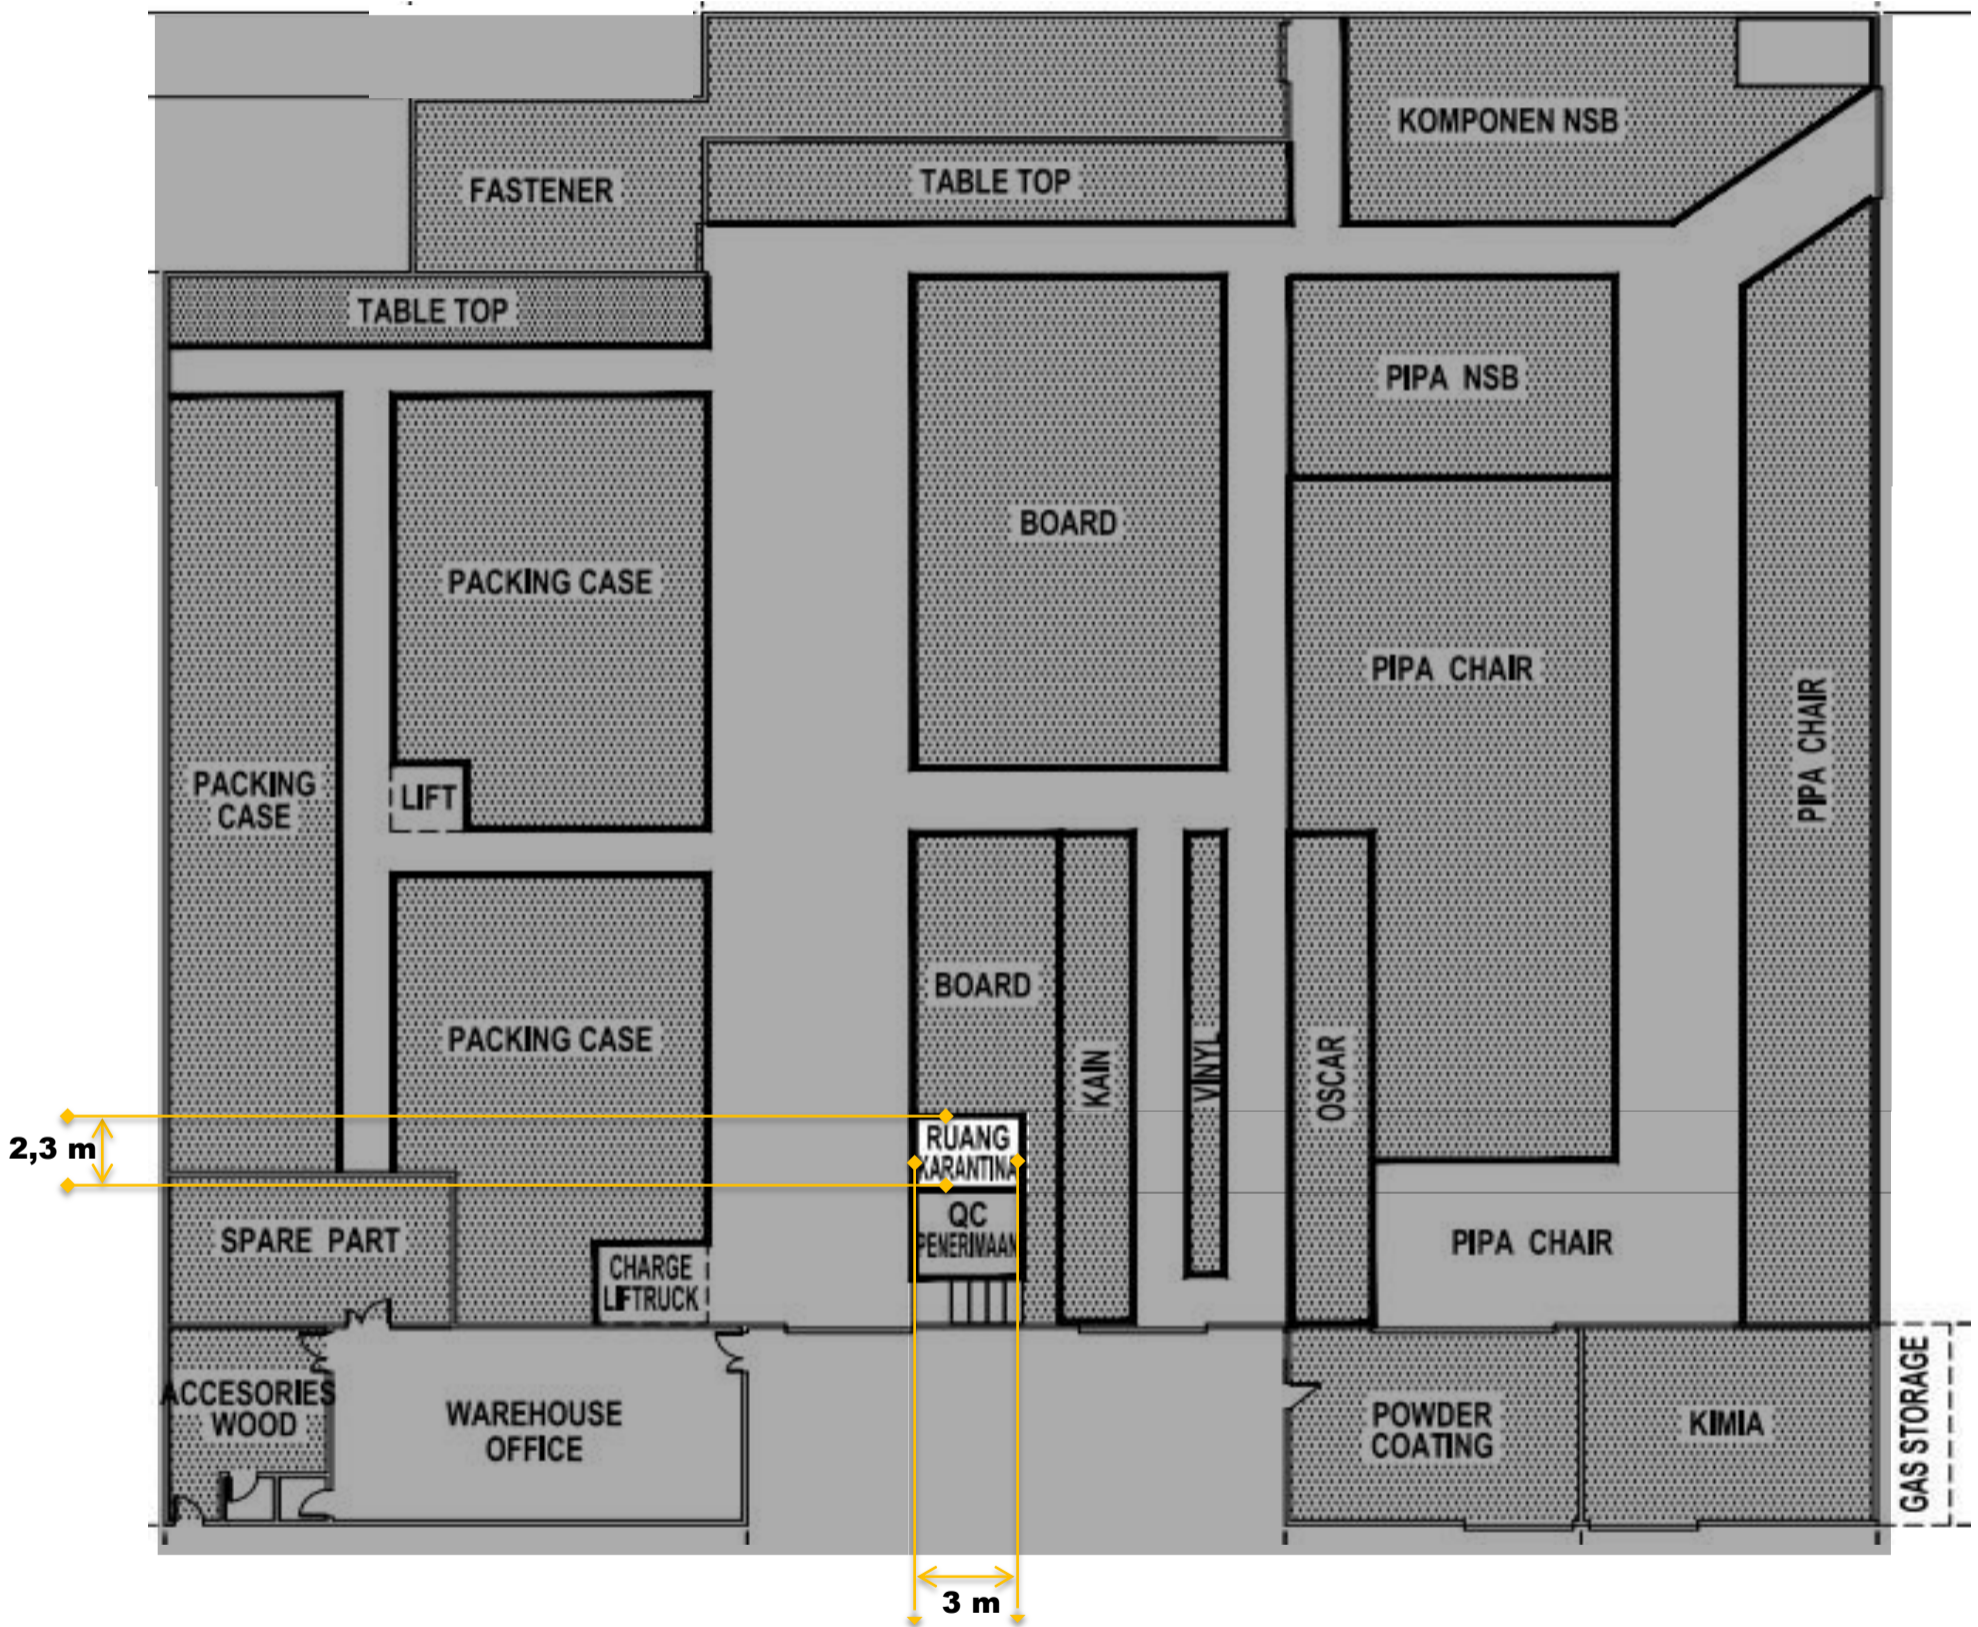 KOMPONEN NSB
TABLE TOP
FASTENER
TABLE TOP
PIPA NSB
BOARD
PACKING CASE
PIPA CHAIR
PIPA CHAIR
PACKING
CASE
LIFT
BOARD
PACKING CASE
KAIN
VINYL
OSCAR
2,3 m
RUANG
KARANTINA
QC
PENERIMAAN
SPARE PART
PIPA CHAIR
CHARGE
LIFTRUCK
ACCESORIES
WOOD
WAREHOUSE
OFFICE
POWDER
COATING
KIMIA
GAS STORAGE
3 m